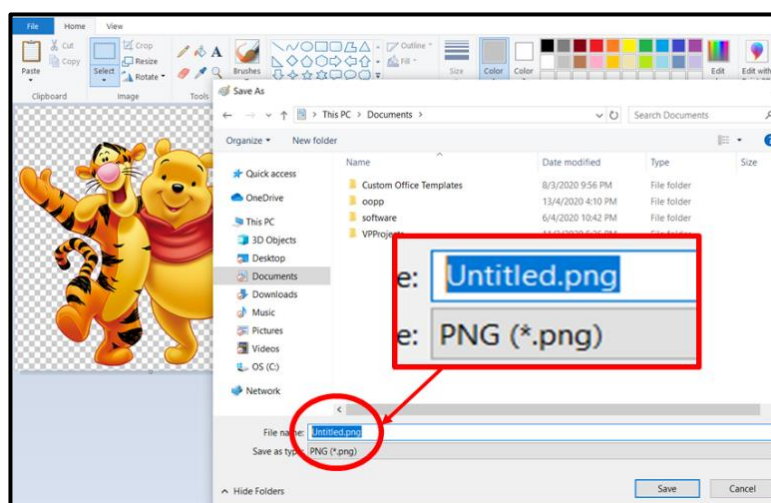 File Home View
Cut
Copy
Paste
Clipboard
Select
Crop
Resize
Rotate
Image
Tools
Brushes
Outline
Fill
Size
Color Color
Edit
Edit with
Save As
This PC > Documents >
Search Documents
Organize New folder
Name Date modified Type Size
Quick access
OneDrive
This PC
3D Objects
Desktop
Documents
Downloads
Music
Pictures
Videos
OS (C:)
Network
Custom Office Templates 8/3/2020 9:56 PM File folder
oopp 13/4/2020 4:10 PM File folder
software 6/4/2020 10:42 PM File folder
VPProjects
e: Untitled.png
e: PNG (*.png)
File name: Untitled.png
Save as type: PNG (*.png)
Hide Folders
Save Cancel